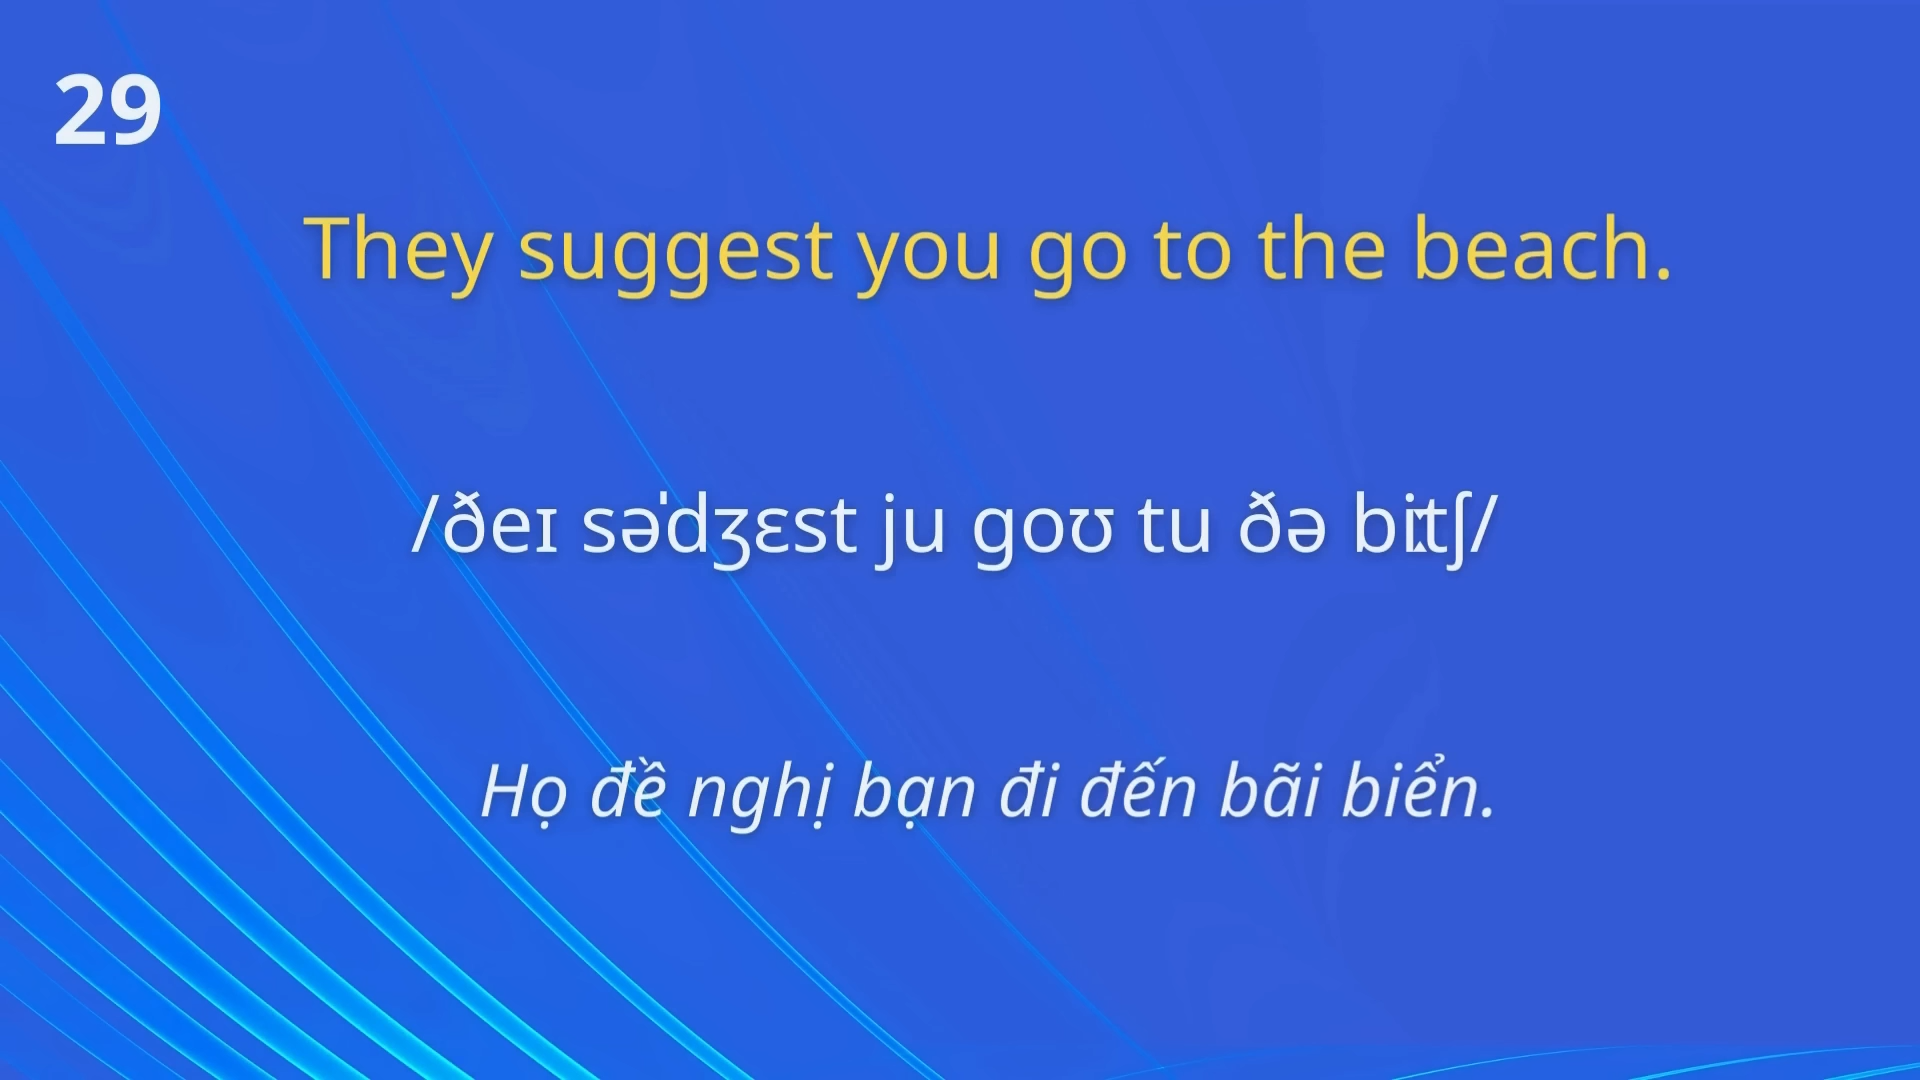 29
They suggest you go to the beach.
/ðeɪ səˈdʒɛst ju goʊ tu ðə biːtʃ/
Họ đề nghị bạn đi đến bãi biển.